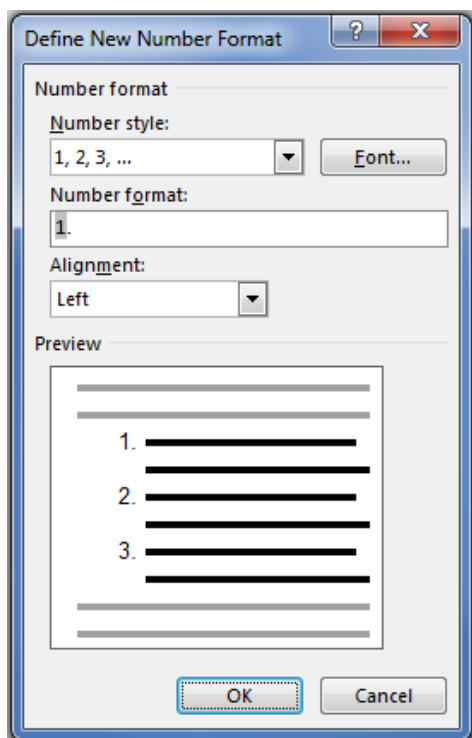 Define New Number Format
?
X
Number format
Number style:
1, 2, 3, ...
Font...
Number format:
1.
Alignment:
Left
Preview
1.
2.
3.
OK
Cancel